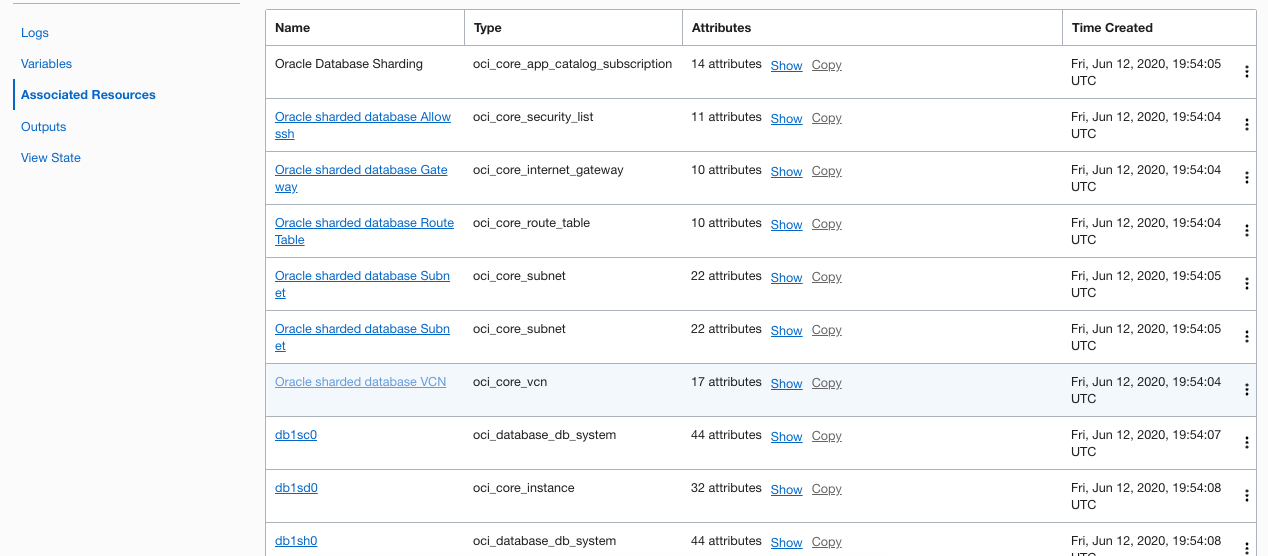 Logs
Variables
Associated Resources
Outputs
View State
Name Type Attributes Time Created
Oracle Database Sharding oci_core_app_catalog_subscription 14 attributes Show Copy Fri, Jun 12, 2020, 19:54:05
UTC
Oracle sharded database Allow oci_core_security_list 11 attributes Show Copy Fri, Jun 12, 2020, 19:54:04
ssh UTC
Oracle sharded database Gate oci_core_internet_gateway 10 attributes Show Copy Fri, Jun 12, 2020, 19:54:04
way UTC
Oracle sharded database Route oci_core_route_table 10 attributes Show Copy Fri, Jun 12, 2020, 19:54:04
Table UTC
Oracle sharded database Subn oci_core_subnet 22 attributes Show Copy Fri, Jun 12, 2020, 19:54:05
et UTC
Oracle sharded database Subn oci_core_subnet 22 attributes Show Copy Fri, Jun 12, 2020, 19:54:05
et UTC
Oracle sharded database VCN oci_core_vcn 17 attributes Show Copy Fri, Jun 12, 2020, 19:54:04
UTC
db1sc0 oci_database_db_system 44 attributes Show Copy Fri, Jun 12, 2020, 19:54:07
UTC
db1sd0 oci_core_instance 32 attributes Show Copy Fri, Jun 12, 2020, 19:54:08
UTC
db1sh0 oci_database_db_system 44 attributes Show Copy Fri, Jun 12, 2020, 19:54:08
UTC